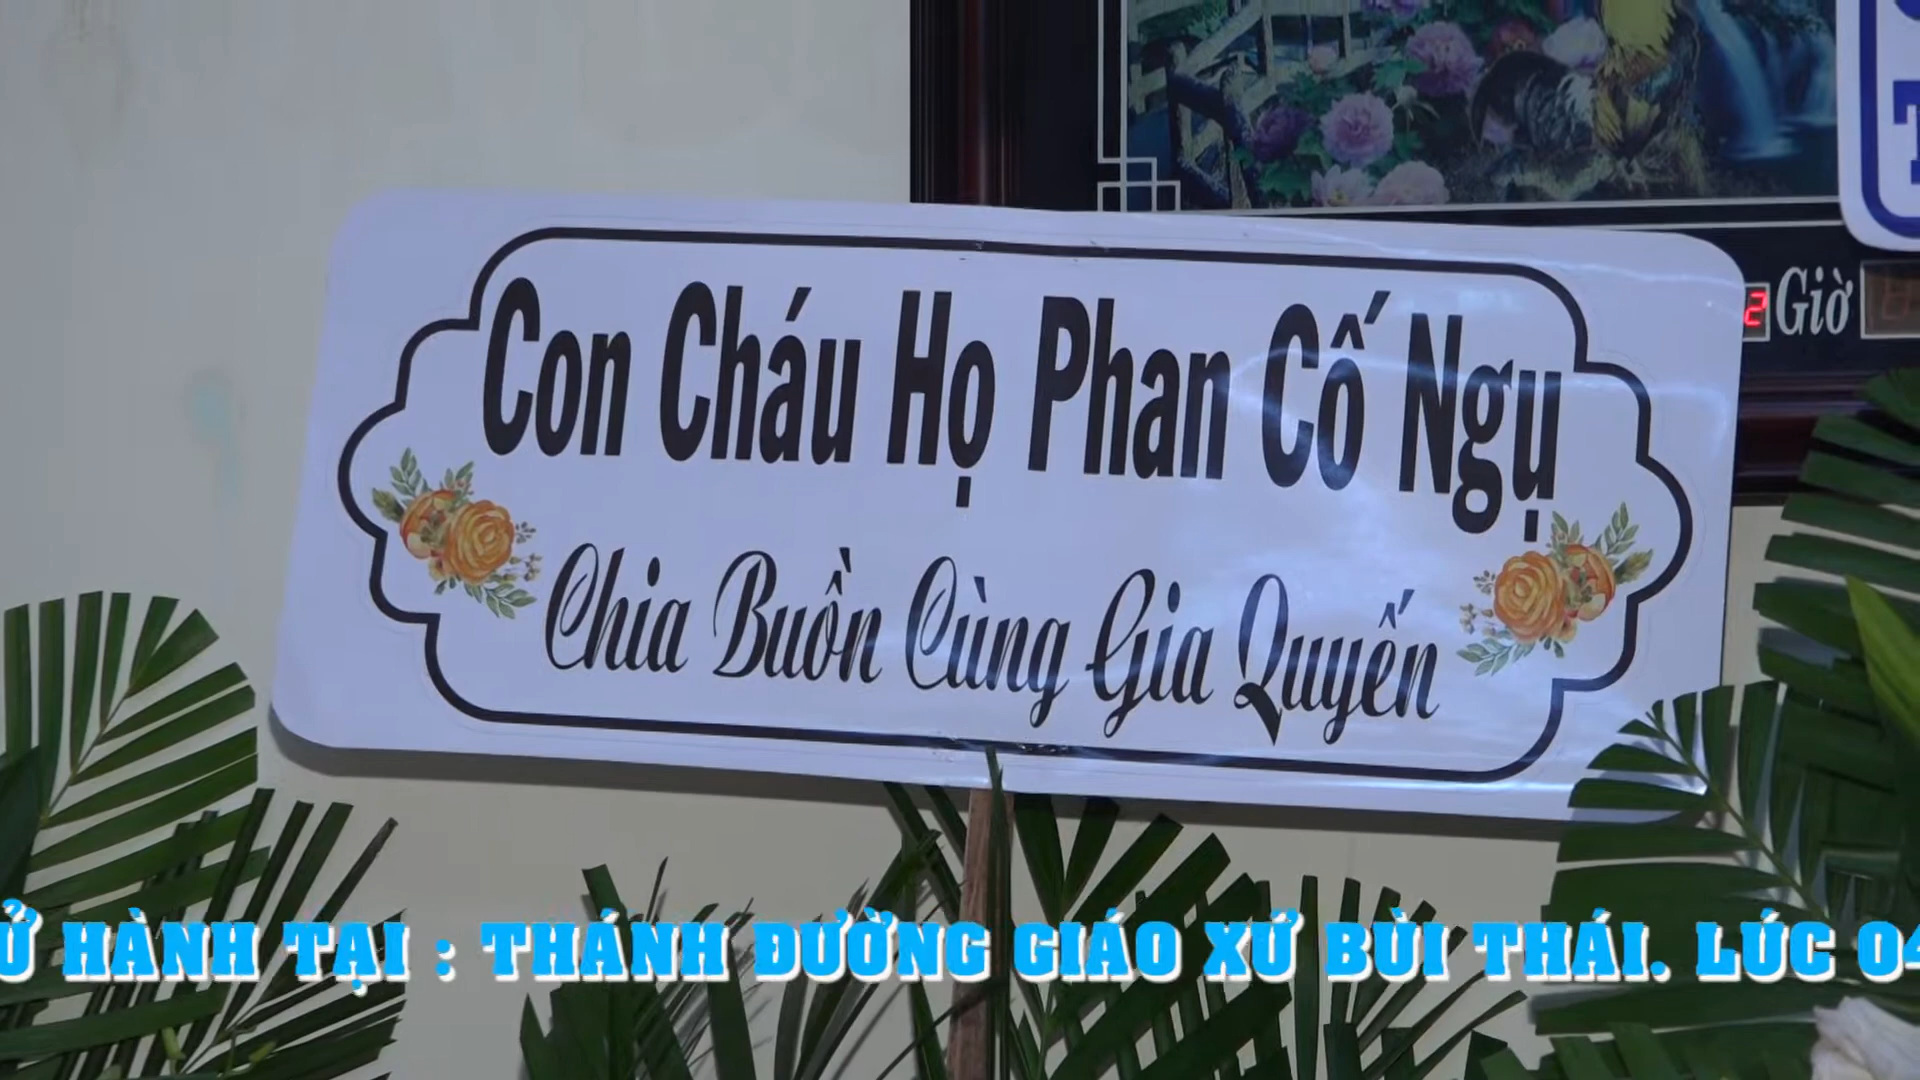 2 Giờ
Con Cháu Họ Phan Cố Ngụ
Chia Buồn Cùng Gia Quyến
Ử HÀNH TẠI : THÁNH ĐƯỜNG GIÁO XỨ BÙI THÁI. LÚC 04